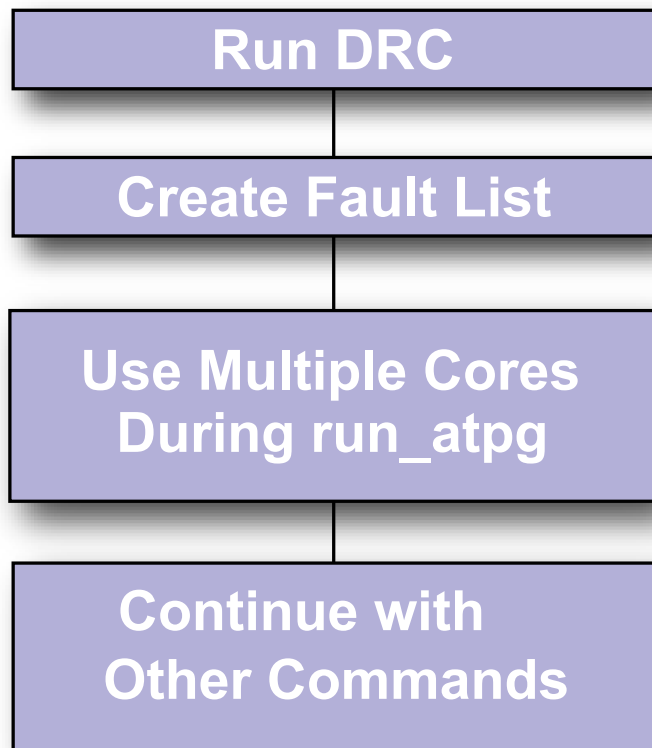 Run DRC
Create Fault List
Use Multiple Cores
During run_atpg
Continue with
Other Commands